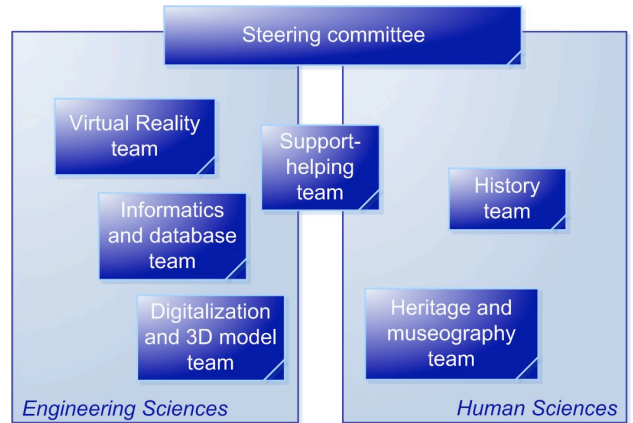 Steering committee
Virtual Reality
team
Support-
helping
team
History
team
Informatics
and database
team
Digitalization
and 3D model
team
Heritage and
museography
team
Engineering Sciences
Human Sciences